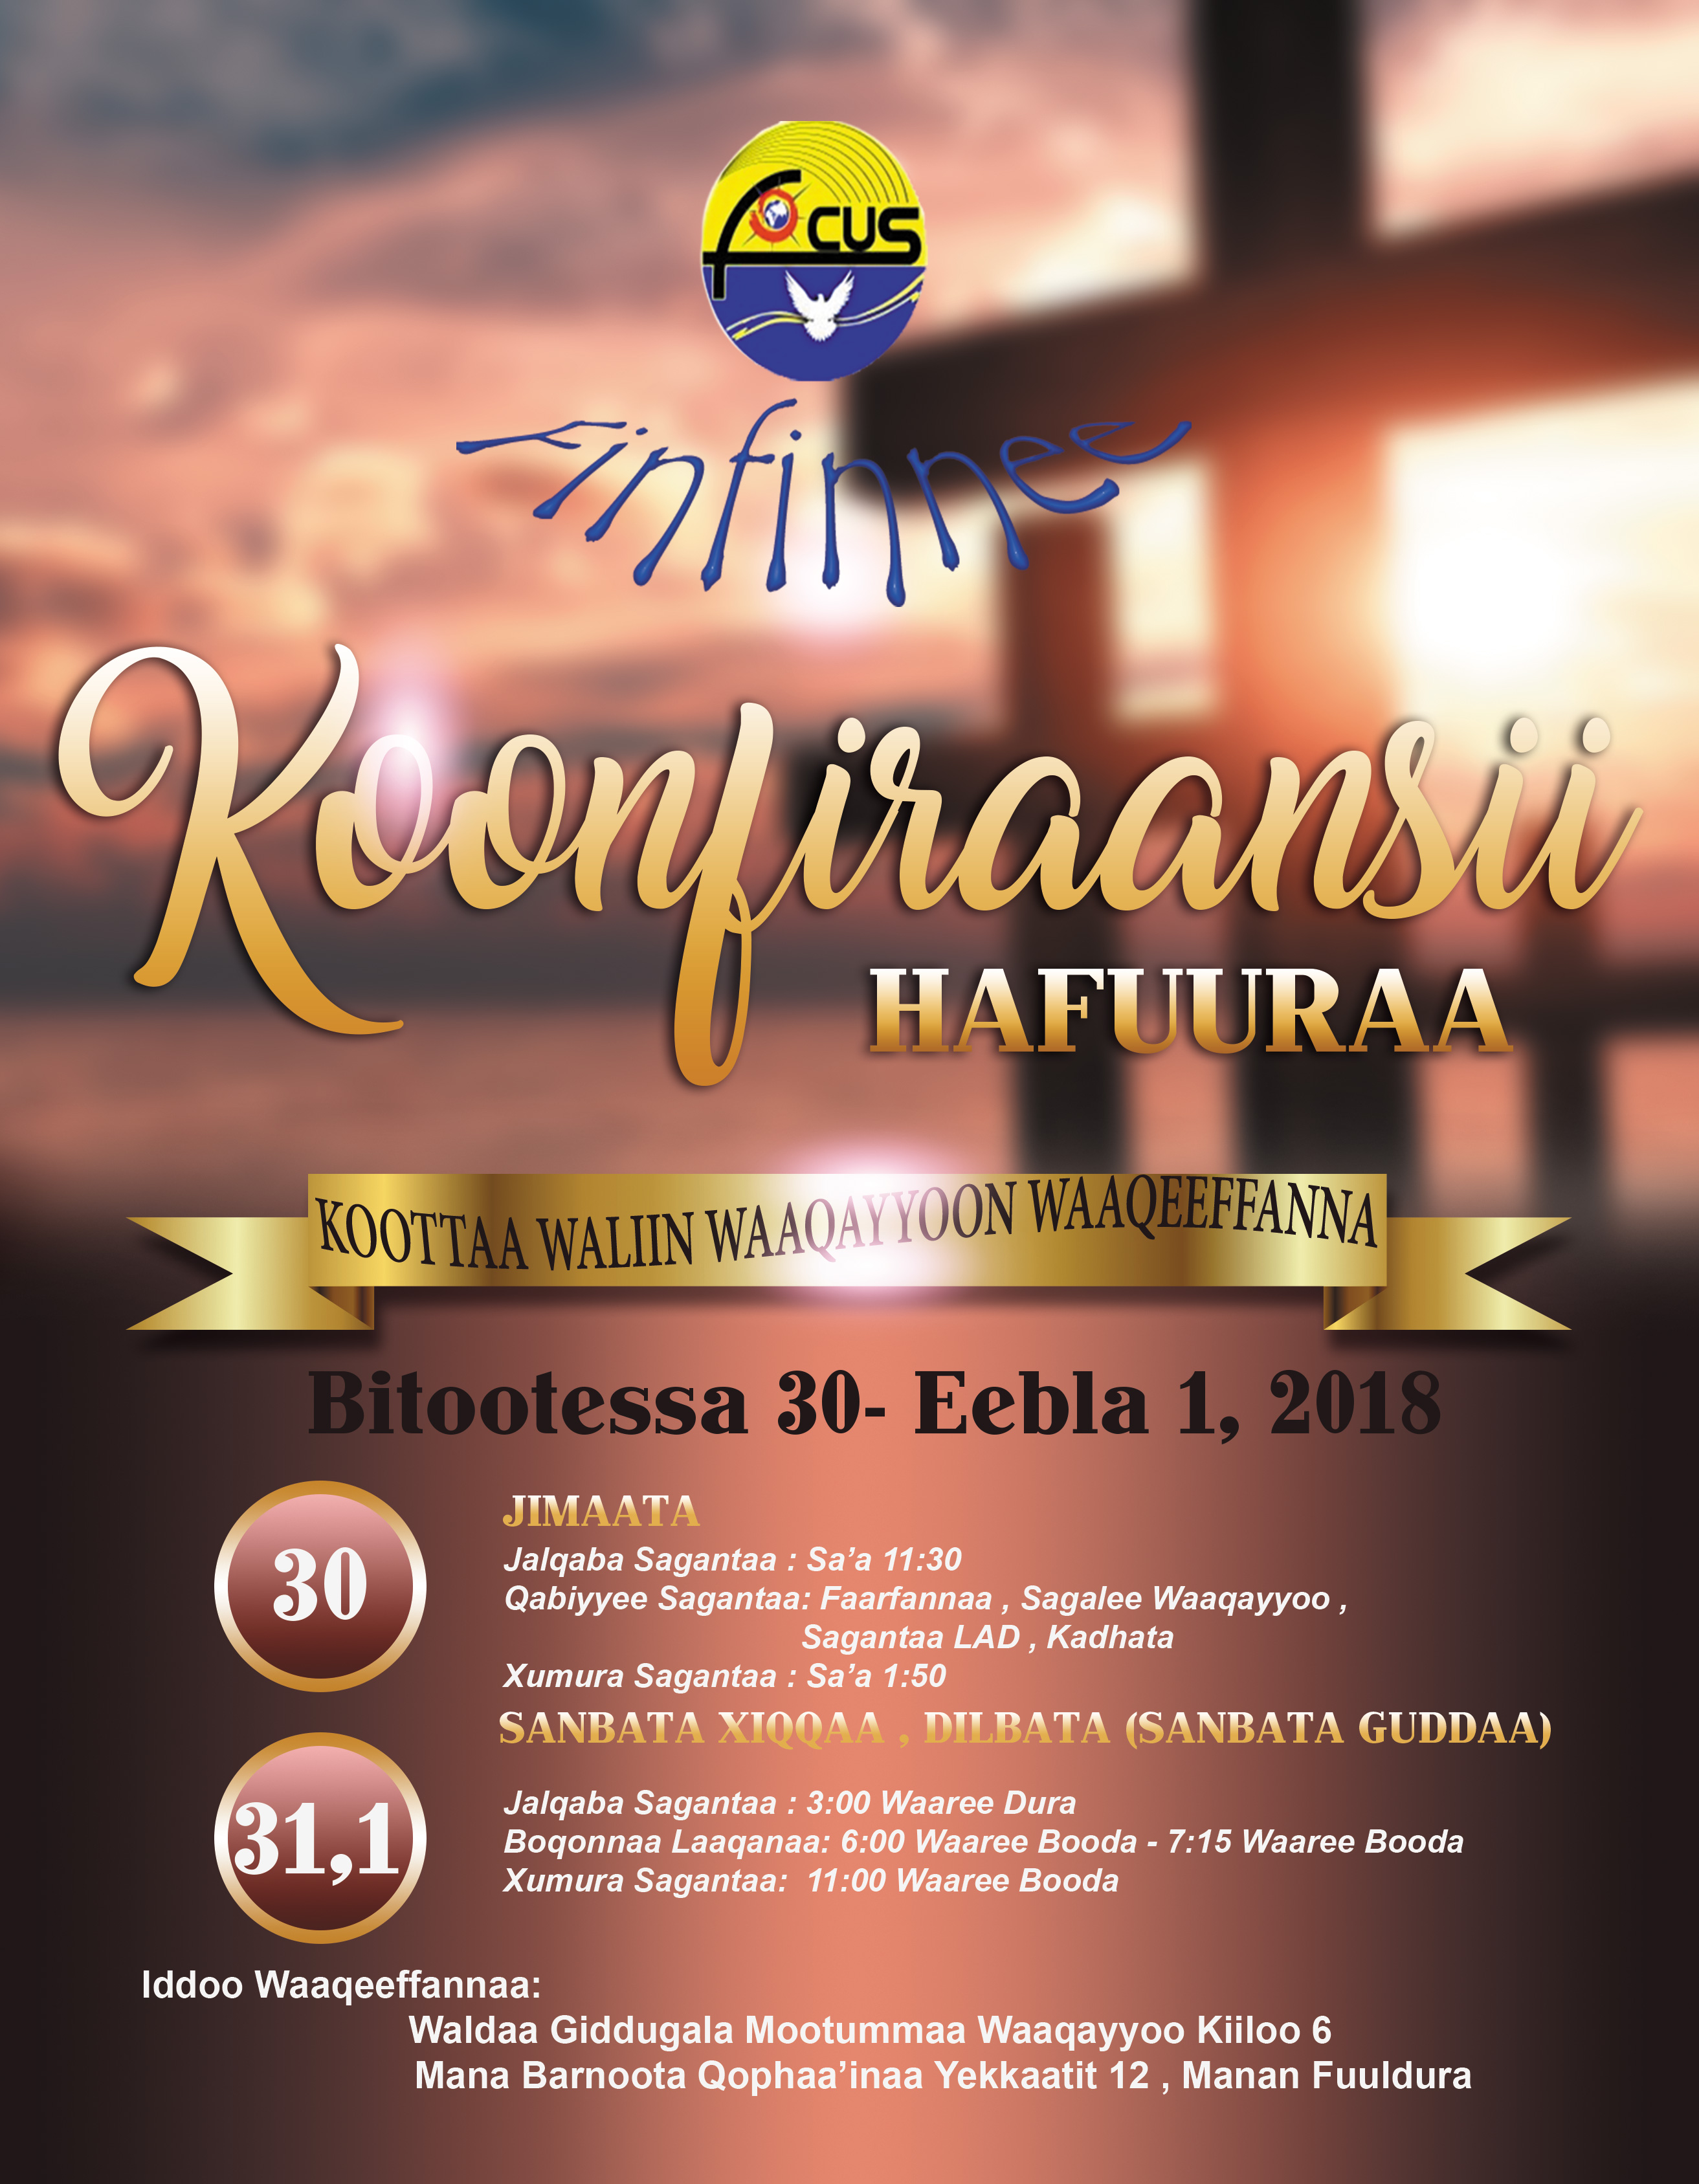 focus
Finfinnee
Koonfiraansii
HAFUURAA
KOOTTAA WALIIN WAAQAYYOON WAAQEEFFANNA
Bitootessa 30- Eebla 1, 2018
30
JIMAATA
Jalqaba Sagantaa : Sa’a 11:30
Qabiyyee Sagantaa: Faarfannaa , Sagalee Waaqayyoo ,
Sagantaa LAD , Kadhata
Xumura Sagantaa : Sa’a 1:50
SANBATA XIQQAA , DILBATA (SANBATA GUDDAA)
31,1
Jalqaba Sagantaa : 3:00 Waaree Dura
Boqonnaa Laaqanaa: 6:00 Waaree Booda - 7:15 Waaree Booda
Xumura Sagantaa: 11:00 Waaree Booda
Iddoo Waaqeeffannaa:
Waldaa Giddugala Mootummaa Waaqayyoo Kiiloo 6
Mana Barnoota Qophaa’inaa Yekkaatit 12 , Manan Fuuldura